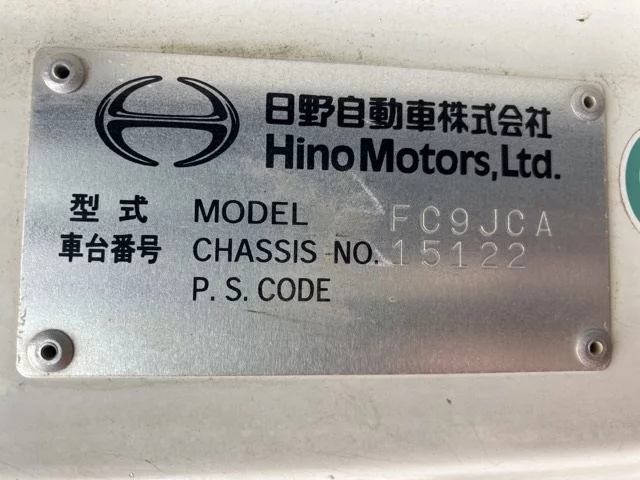 日野自動車株式会社
Hino Motors, Ltd.
型式 MODEL FC9JCA
車台番号 CHASSIS NO. 15122
P.S.CODE